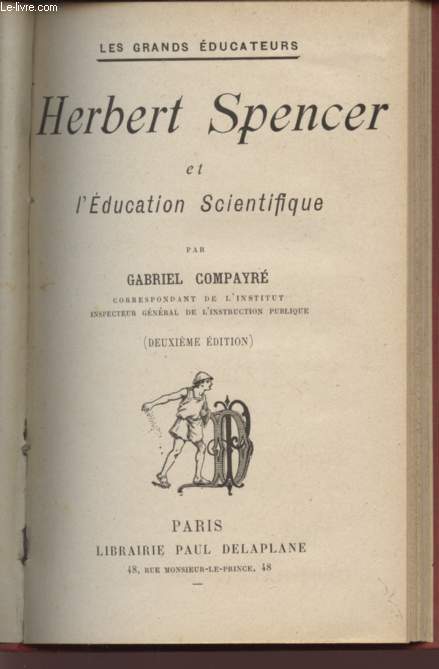 Le-livre.com
LES GRANDS ÉDUCATEURS
Herbert Spencer
et
l'Éducation Scientifique
PAR
GABRIEL COMPAYRÉ
CORRESPONDANT DE L'INSTITUT
INSPECTEUR GÉNÉRAL DE L'INSTRUCTION PUBLIQUE
(DEUXIÈME ÉDITION)
PD
PARIS
LIBRAIRIE PAUL DELAPLANE
48, RUE MONSIEUR-LE-PRINCE, 48